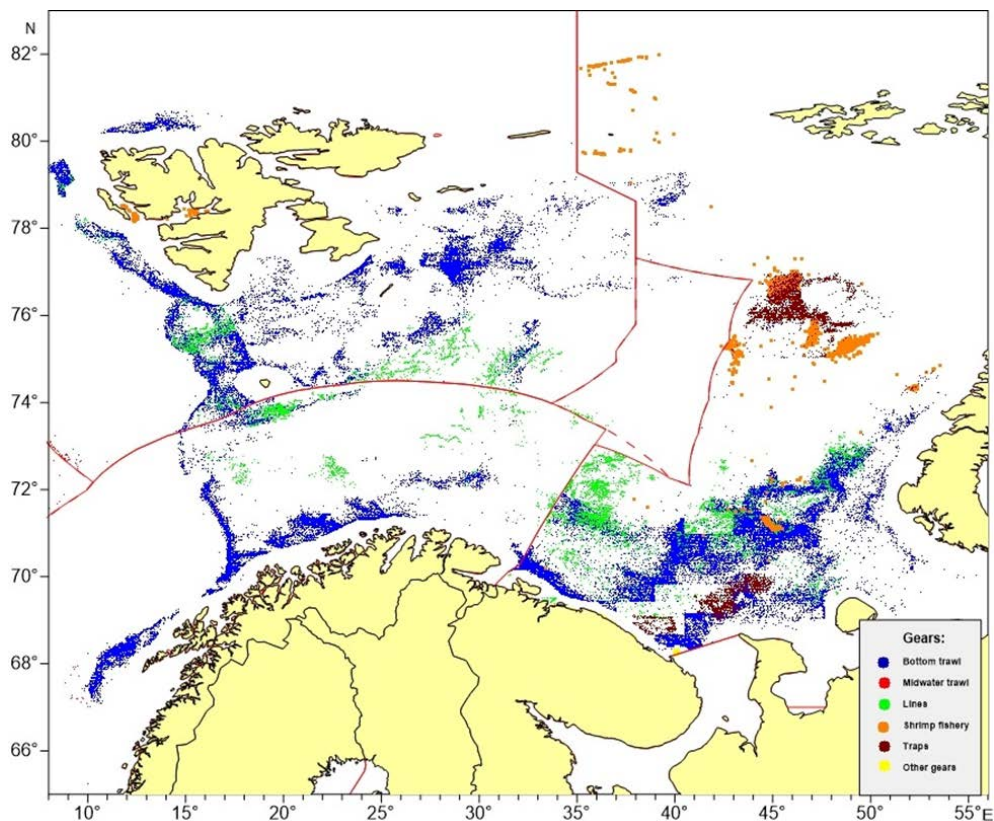 N
82°
80°
78°
76°
74°
72°
70°
68°
66°
Gears:
Bottom trawl
Midwater trawl
Lines
Shrimp fishery
Traps
Other gears
10° 15° 20° 25° 30° 35° 40° 45° 50° 55°E